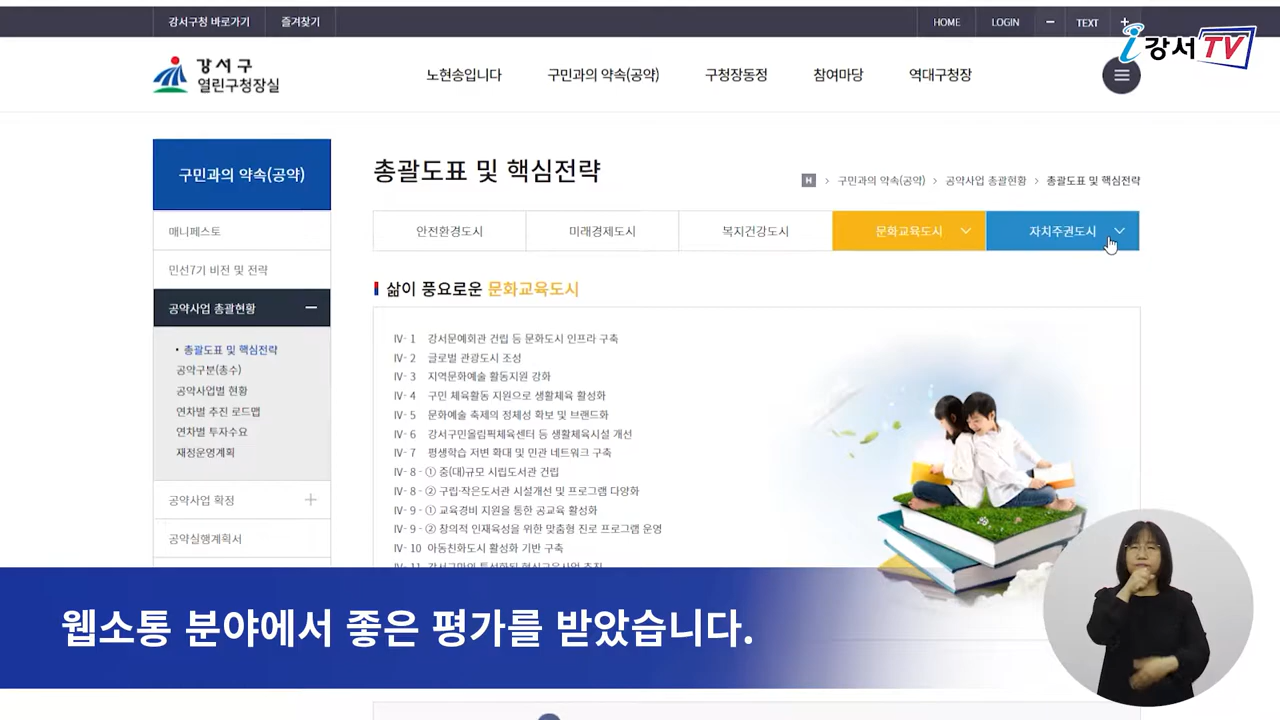 강서구청 바로가기 즐겨찾기 HOME LOGIN - TEXT +
i강서TV
강서구
열린구청장실
노현송입니다 구민과의 약속(공약) 구청장동정 참여마당 역대구청장
구민과의 약속(공약)
매니페스토
민선7기 비전 및 전략
공약사업 총괄현황 -
• 총괄도표 및 핵심전략
공약구분(총수)
공약사업별 현황
연차별 추진 로드맵
연차별 투자수요
재정운영계획
공약사업 확정 +
공약실행계획서
총괄도표 및 핵심전략
H > 구민과의 약속(공약) > 공약사업 총괄현황 > 총괄도표 및 핵심전략
안전환경도시 미래경제도시 복지건강도시 문화교육도시 자치주권도시
삶이 풍요로운 문화교육도시
Ⅳ- 1 강서문예회관 건립 등 문화도시 인프라 구축
Ⅳ- 2 글로벌 관광도시 조성
Ⅳ- 3 지역문화예술 활동지원 강화
Ⅳ- 4 구민 체육활동 지원으로 생활체육 활성화
Ⅳ- 5 문화예술 축제의 정체성 확보 및 브랜드화
Ⅳ- 6 강서구민올림픽체육센터 등 생활체육시설 개선
Ⅳ- 7 평생학습 저변 확대 및 민관 네트워크 구축
Ⅳ- 8 - ① 중(대)규모 시립도서관 건립
Ⅳ- 8 - ② 구립·작은도서관 시설개선 및 프로그램 다양화
Ⅳ- 9 - ① 교육경비 지원을 통한 공교육 활성화
Ⅳ- 9 - ② 창의적 인재육성을 위한 맞춤형 진로 프로그램 운영
Ⅳ- 10 아동친화도시 활성화 기반 구축
웹소통 분야에서 좋은 평가를 받았습니다.